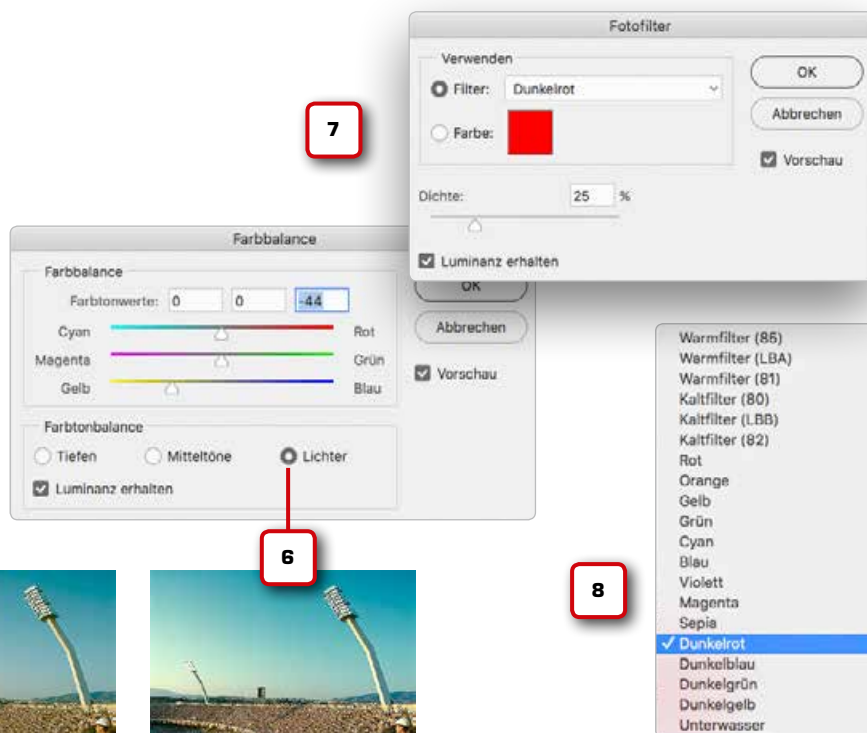 Fotofilter
Verwenden
Filter: Dunkelrot
Farbe:
OK
Abbrechen
Vorschau
Dichte: 25 %
Luminanz erhalten
7
Farbbalance
Farbbalance
Farbtonwerte: 0 0 -44
Cyan Rot
Magenta Grün
Gelb Blau
OK
Abbrechen
Vorschau
Farbtonbalance
Tiefen Mitteltöne Lichter
Luminanz erhalten
6
8
Warmfilter (85)
Warmfilter (LBA)
Warmfilter (81)
Kaltfilter (80)
Kaltfilter (LBB)
Kaltfilter (82)
Rot
Orange
Gelb
Grün
Cyan
Blau
Violett
Magenta
Sepia
✓ Dunkelrot
Dunkelblau
Dunkelgrün
Dunkelgelb
Unterwasser